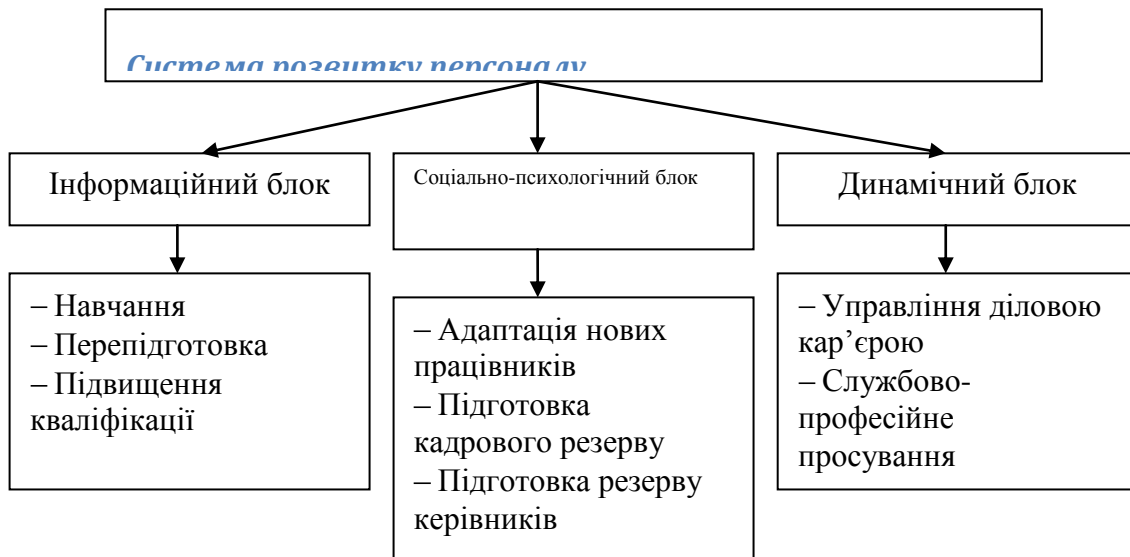 Система розвитку персоналу
Інформаційний блок
Соціально-психологічний блок
Динамічний блок
– Навчання
– Перепідготовка
– Підвищення
кваліфікації
– Адаптація нових
працівників
– Підготовка
кадрового резерву
– Підготовка резерву
керівників
– Управління діловою
кар’єрою
– Службово-
професійне
просування